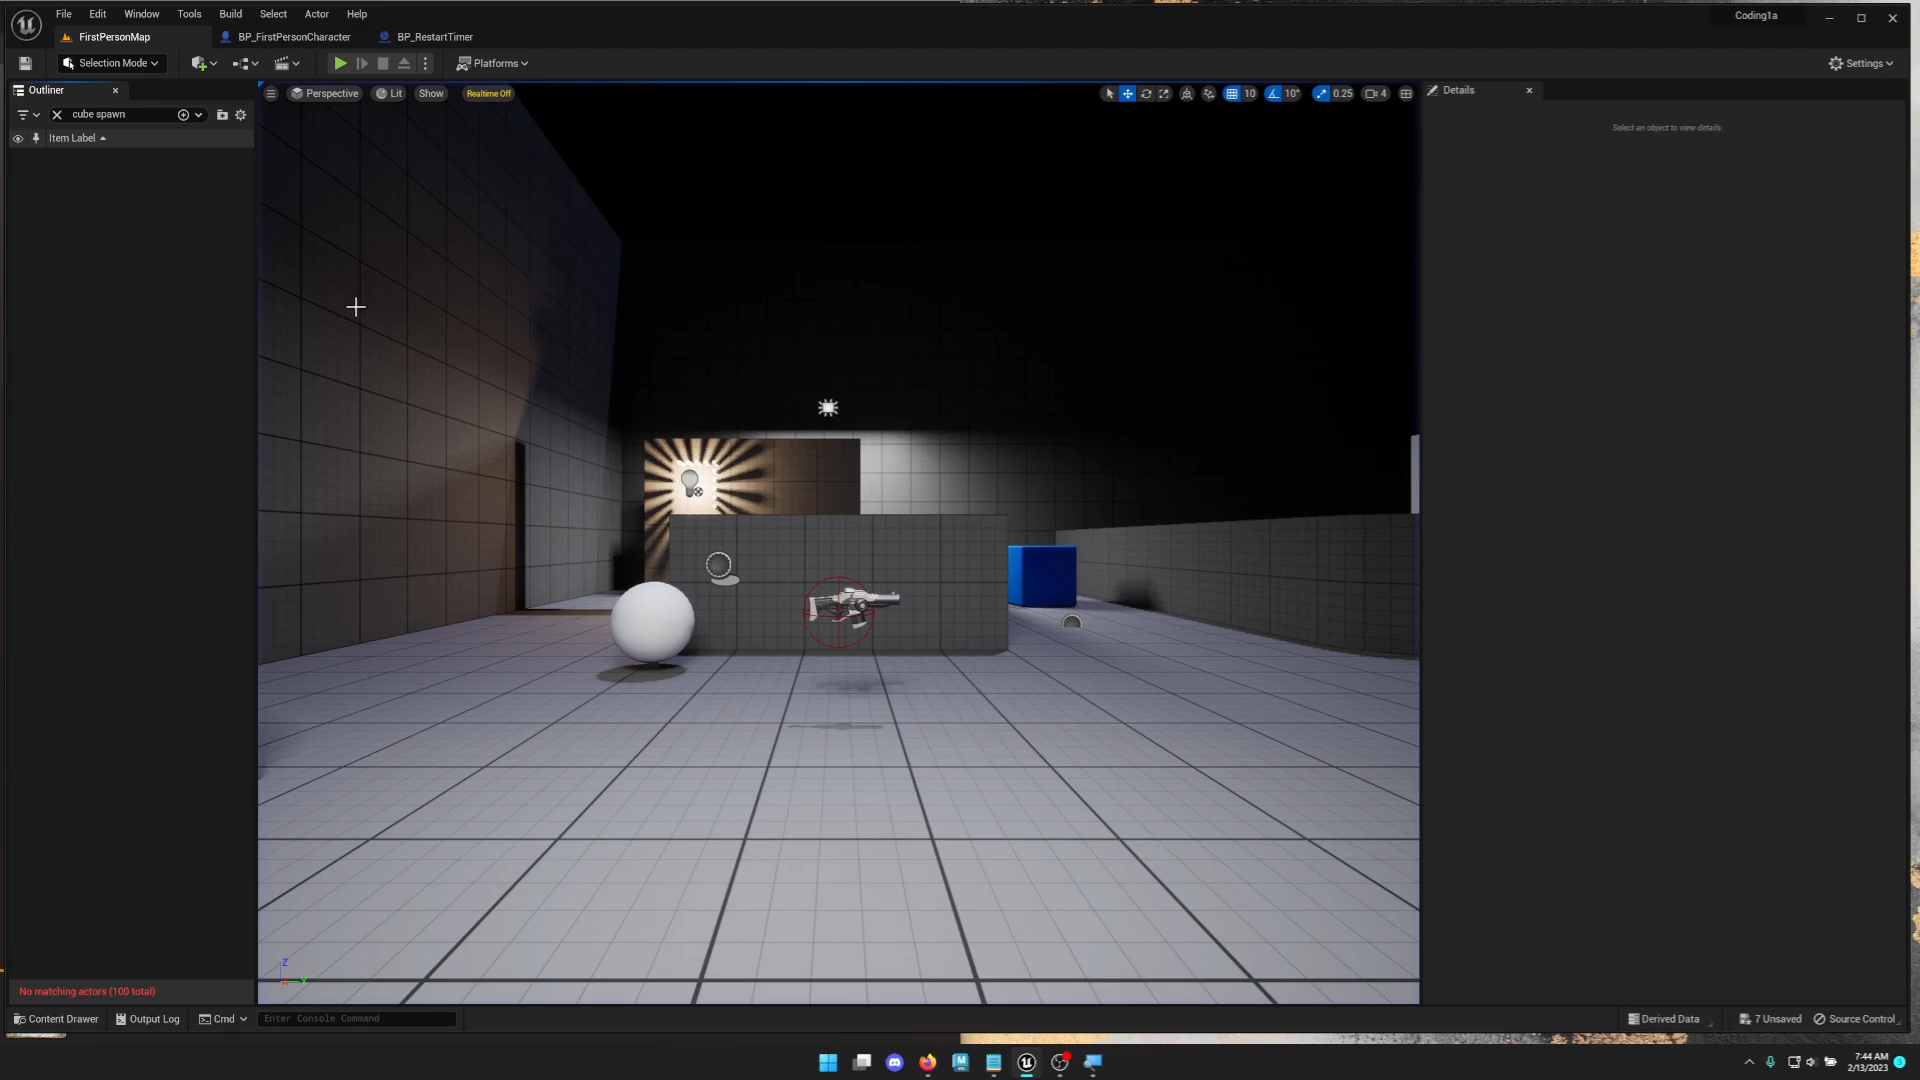 File Edit Window Tools Build Select Actor Help
Coding1a
FirstPersonMap BP_FirstPersonCharacter BP_RestartTimer
Selection Mode Platforms Settings
Outliner
Perspective Lit Show Realtime Off 10 10° 0.25 4
Details
cube spawn
Select an object to view details.
Item Label
Z
Y
No matching actors (100 total)
Content Drawer Output Log Cmd Enter Console Command Derived Data 7 Unsaved Source Control
7:44 AM
2/13/2023
3